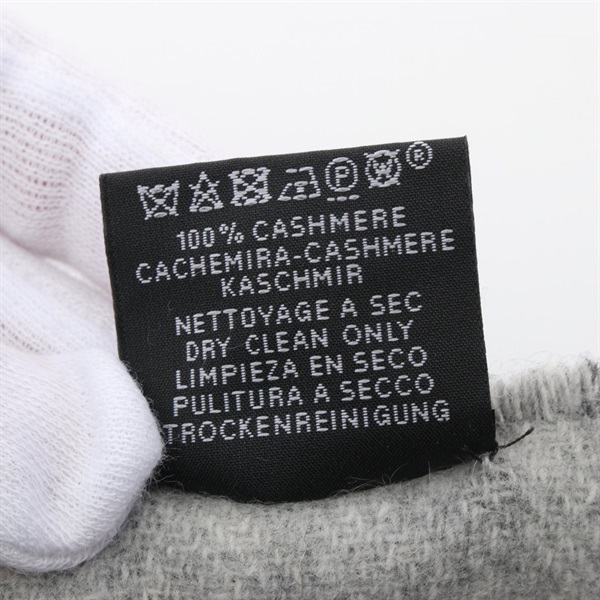 P W ®
100% CASHMERE
CACHEMIRA-CASHMERE
KASCHMIR
NETTOYAGE A SEC
DRY CLEAN ONLY
LIMPIEZA EN SECO
PULITURA A SECCO
TROCKENREINIGUNG